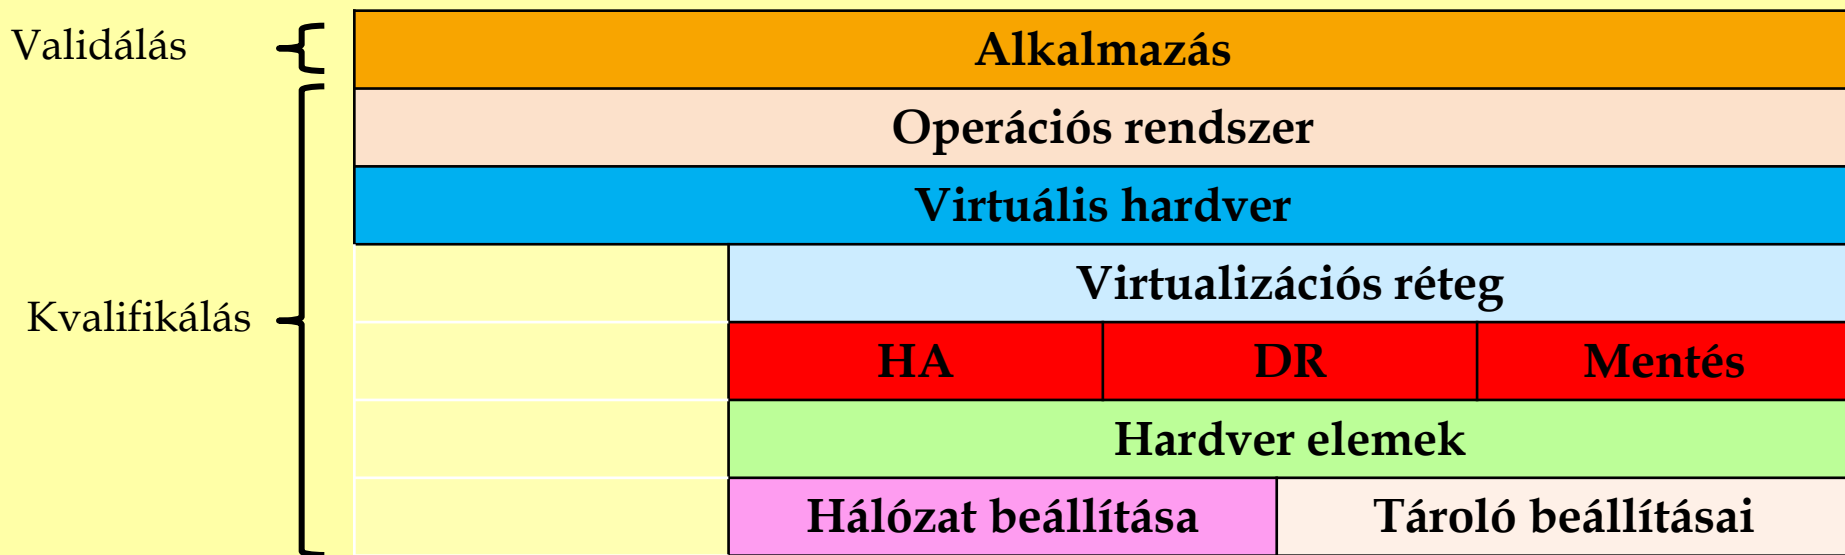 Validálás
Alkalmazás
Operációs rendszer
Virtuális hardver
Virtualizációs réteg
Kvalifikálás
HA DR Mentés
Hardver elemek
Hálózat beállítása Tároló beállításai